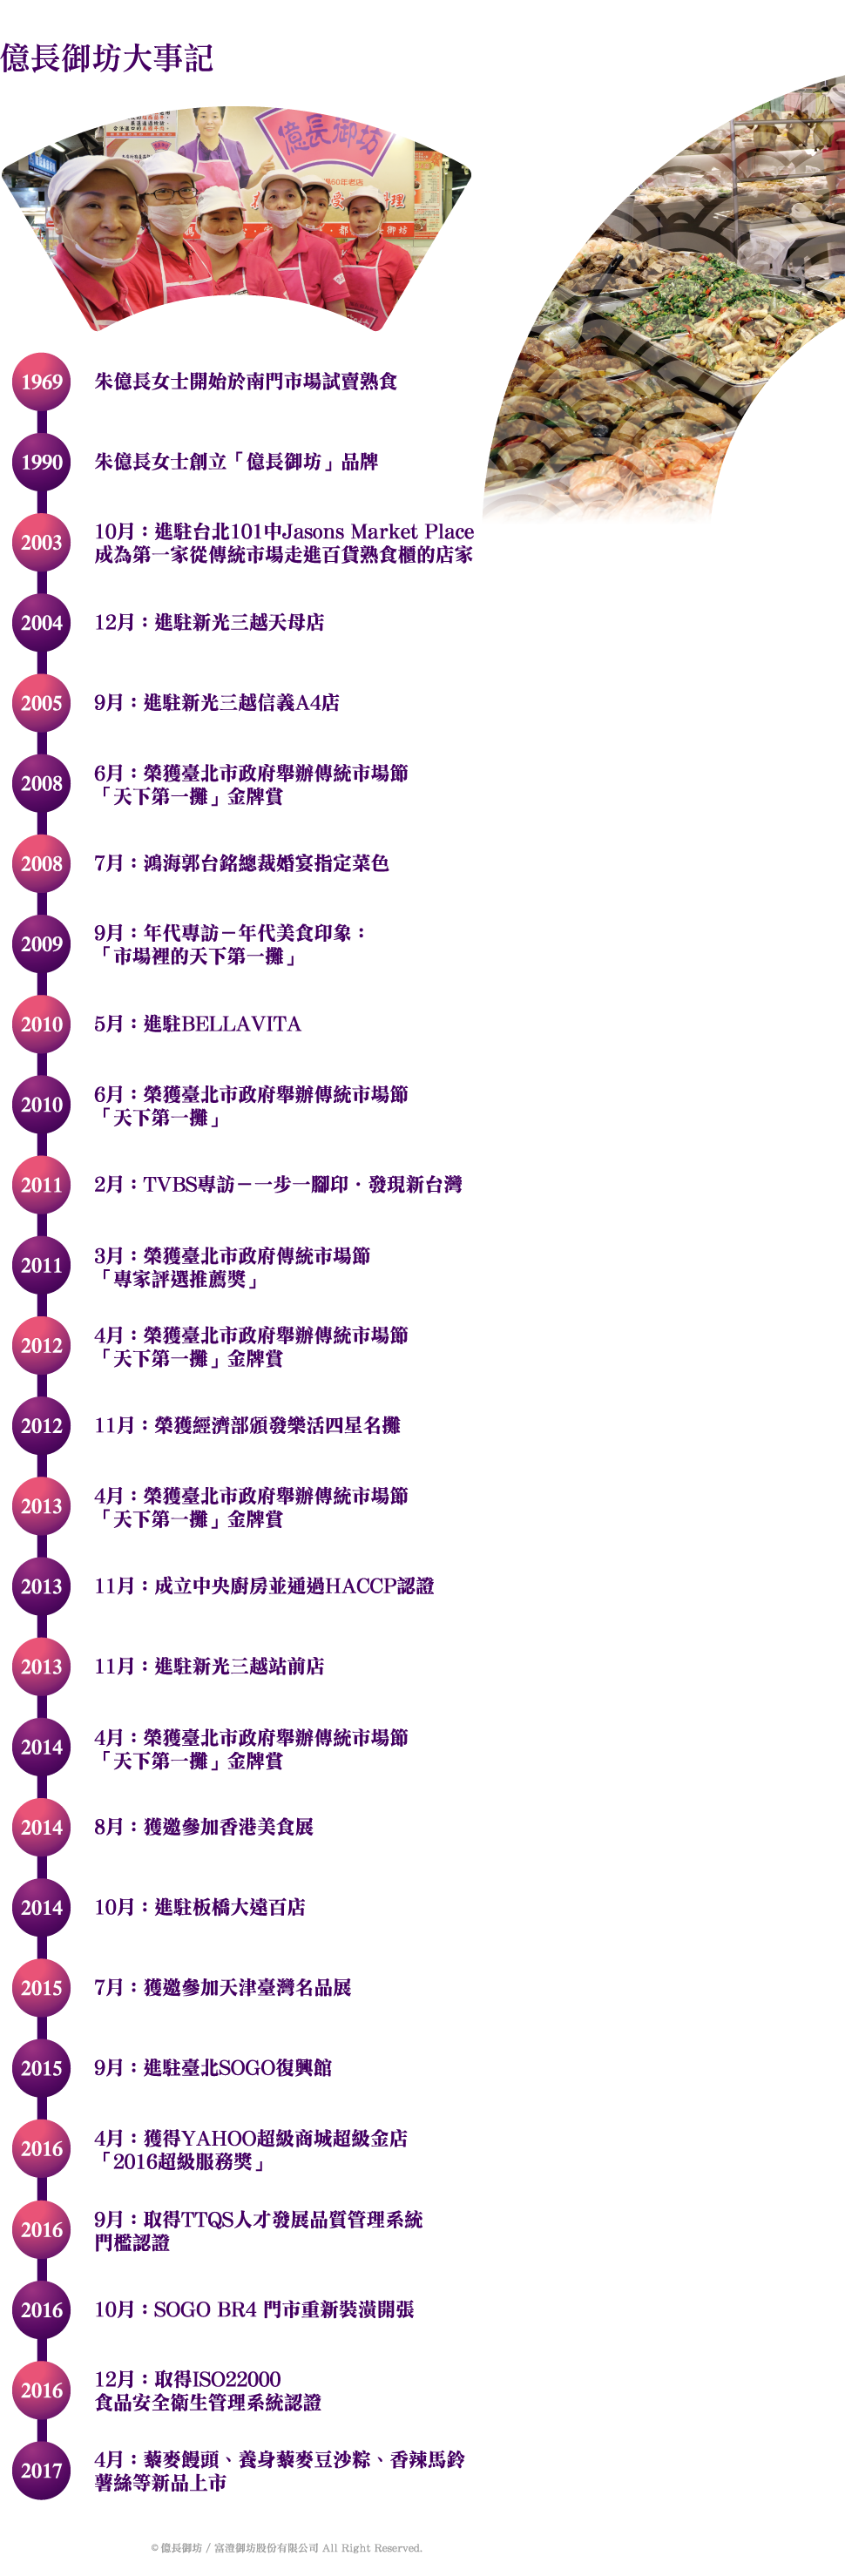 億長御坊大事記
億長御坊
60年老店
1969
朱億長女士開始於南門市場試賣熟食
1990
朱億長女士創立「億長御坊」品牌
2003
10月：進駐台北101中Jasons Market Place
成為第一家從傳統市場走進百貨熟食櫃的店家
2004
12月：進駐新光三越天母店
2005
9月：進駐新光三越信義A4店
2008
6月：榮獲臺北市政府舉辦傳統市場節
「天下第一攤」金牌賞
2008
7月：鴻海郭台銘總裁婚宴指定菜色
2009
9月：年代專訪－年代美食印象：
「市場裡的天下第一攤」
2010
5月：進駐BELLAVITA
2010
6月：榮獲臺北市政府舉辦傳統市場節
「天下第一攤」
2011
2月：TVBS專訪－一步一腳印．發現新台灣
2011
3月：榮獲臺北市政府傳統市場節
「專家評選推薦獎」
2012
4月：榮獲臺北市政府舉辦傳統市場節
「天下第一攤」金牌賞
2012
11月：榮獲經濟部頒發樂活四星名攤
2013
4月：榮獲臺北市政府舉辦傳統市場節
「天下第一攤」金牌賞
2013
11月：成立中央廚房並通過HACCP認證
2013
11月：進駐新光三越站前店
2014
4月：榮獲臺北市政府舉辦傳統市場節
「天下第一攤」金牌賞
2014
8月：獲邀參加香港美食展
2014
10月：進駐板橋大遠百店
2015
7月：獲邀參加天津臺灣名品展
2015
9月：進駐臺北SOGO復興館
2016
4月：獲得YAHOO超級商城超級金店
「2016超級服務獎」
2016
9月：取得TTQS人才發展品質管理系統
門檻認證
2016
10月：SOGO BR4 門市重新裝潢開張
2016
12月：取得ISO22000
食品安全衛生管理系統認證
2017
4月：藜麥饅頭、養身藜麥豆沙粽、香辣馬鈴
薯絲等新品上市
© 億長御坊 / 富澄御坊股份有限公司 All Right Reserved.